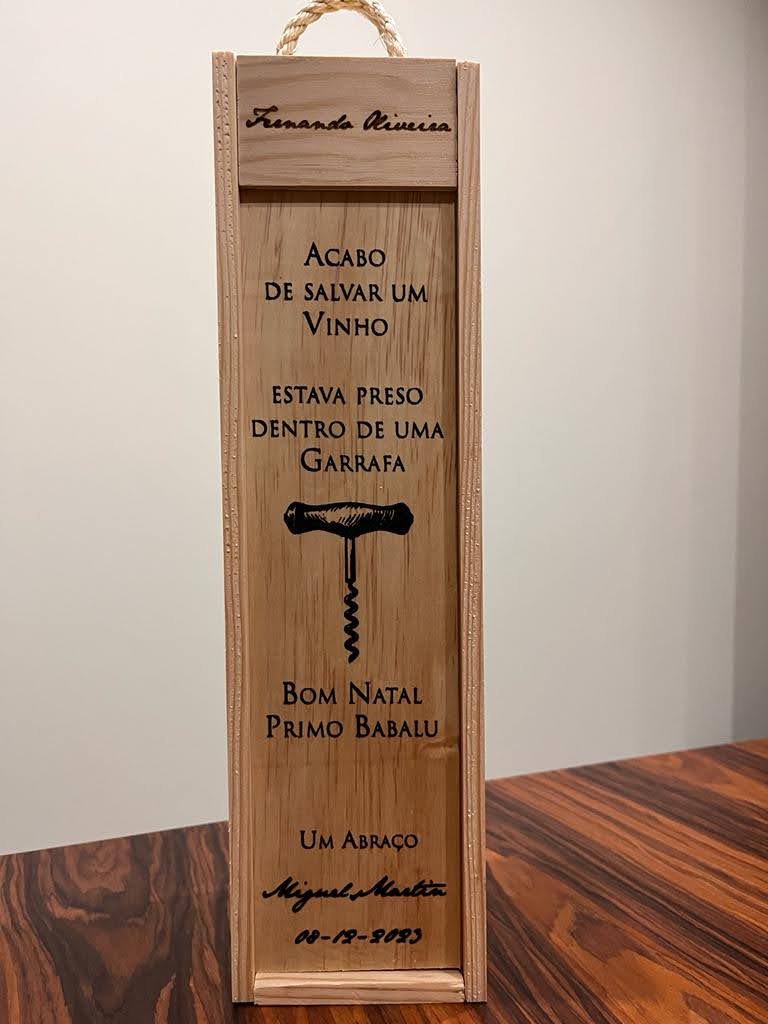 Fernando Oliveira
ACABO
DE SALVAR UM
VINHO
ESTAVA PRESO
DENTRO DE UMA
GARRAFA
BOM NATAL
PRIMO BABALU
UM ABRAÇO
Miguel Martin
08-12-2023